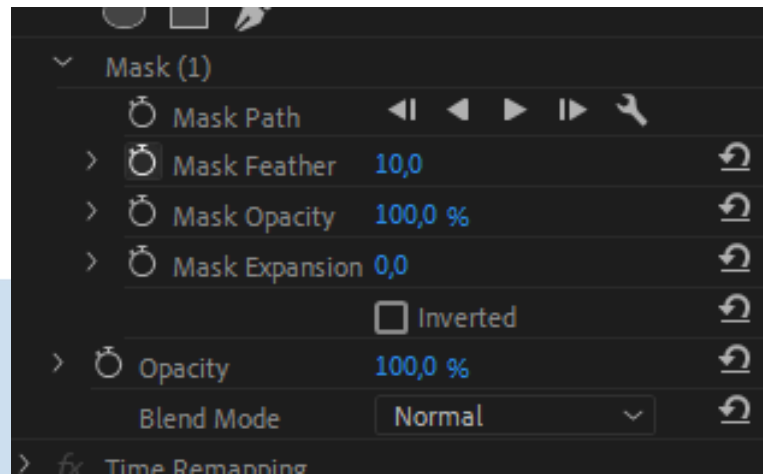 Mask (1)
Mask Path
Mask Feather 10,0
Mask Opacity 100,0 %
Mask Expansion 0,0
Inverted
Opacity 100,0 %
Blend Mode Normal
fx Time Remapping